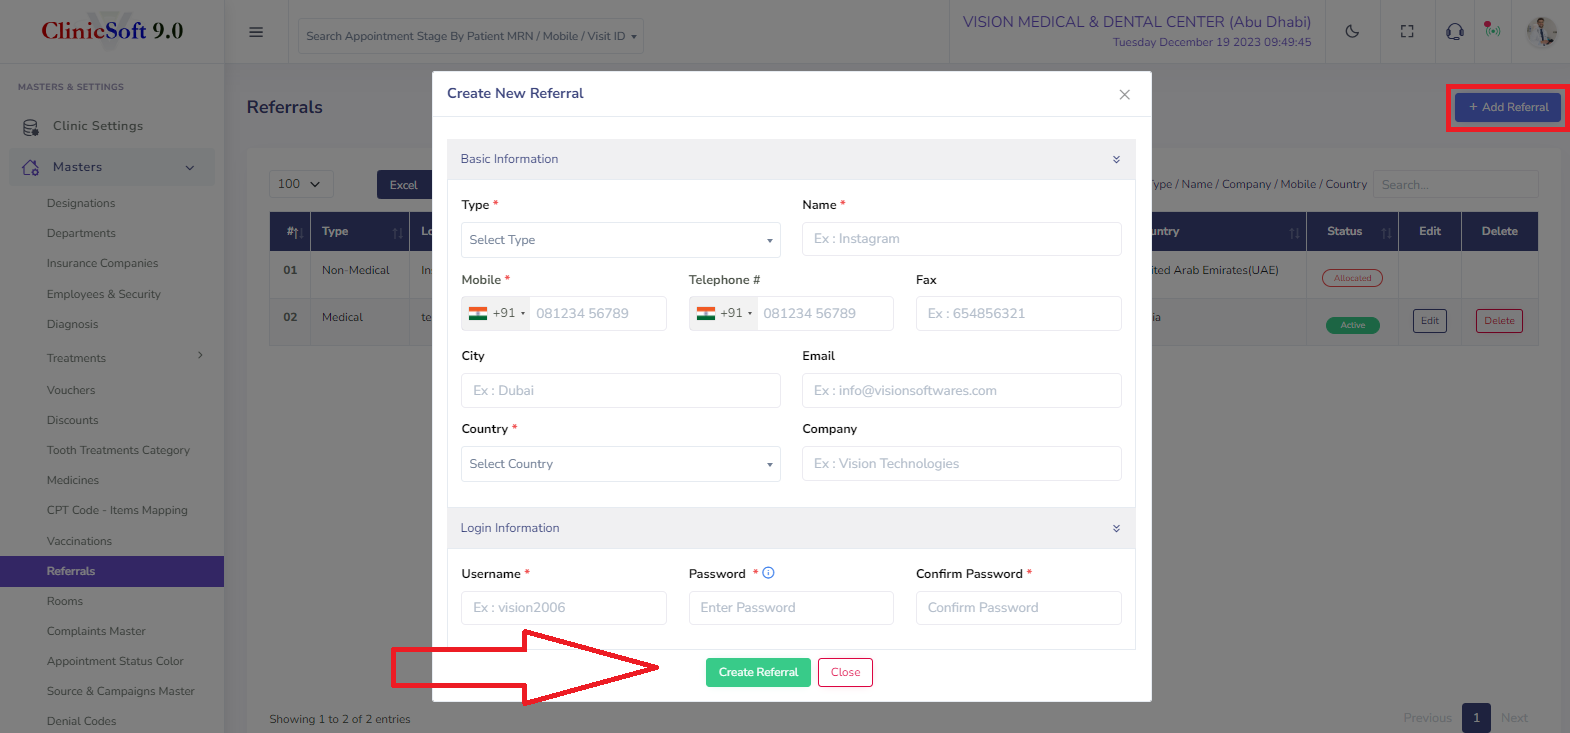 ClinicSoft 9.0
Search Appointment Stage By Patient MRN / Mobile / Visit ID
VISION MEDICAL & DENTAL CENTER (Abu Dhabi)
Tuesday December 19 2023 09:49:45
MASTERS & SETTINGS
Clinic Settings
Masters
Designations
Departments
Insurance Companies
Employees & Security
Diagnosis
Treatments
Vouchers
Discounts
Tooth Treatments Category
Medicines
CPT Code - Items Mapping
Vaccinations
Referrals
Rooms
Complaints Master
Appointment Status Color
Source & Campaigns Master
Denial Codes
Referrals
+ Add Referral
100
Excel
/ Name / Company / Mobile / Country
Search...
# Type Status Edit Delete
01 Non-Medical Arab Emirates(UAE) Allocated
02 Medical Active Edit Delete
Showing 1 to 2 of 2 entries
Previous 1 Next
Create New Referral
Basic Information
Type * Name *
Select Type Ex : Instagram
Mobile * Telephone # Fax
+91 081234 56789 +91 081234 56789 Ex : 654856321
City Email
Ex : Dubai Ex : info@visionsoftwares.com
Country * Company
Select Country Ex : Vision Technologies
Login Information
Username * Password * Confirm Password *
Ex : vision2006 Enter Password Confirm Password
Create Referral Close